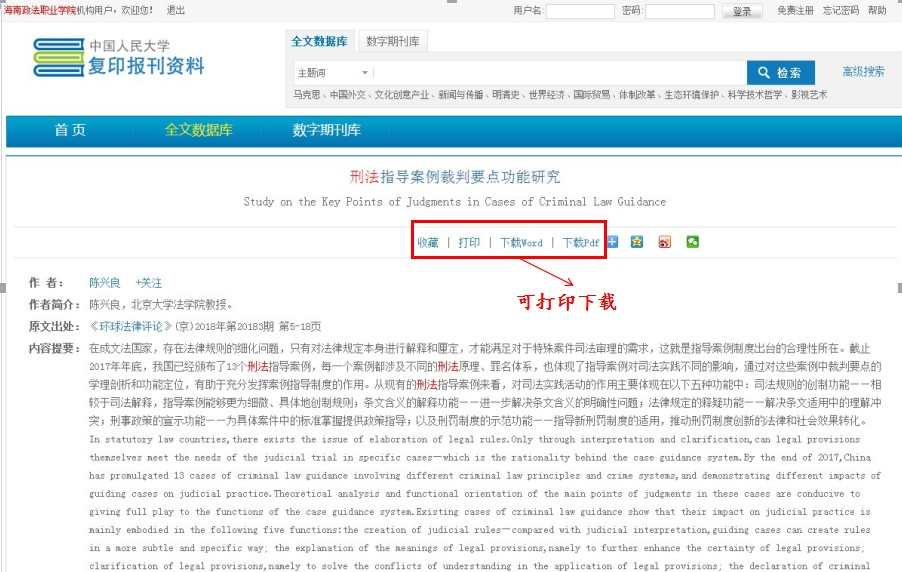 海南政法职业学院机构用户，欢迎您！ 退出
用户名: 密码: 登录 免费注册 忘记密码 帮助
中国人民大学
复印报刊资料
全文数据库 数字期刊库
主题词 检索 高级搜索
马克思、中国外交、文化创意产业、新闻与传播、明清史、世界经济、国际贸易、体制改革、生态环境保护、科学技术哲学、影视艺术
首 页 全文数据库 数字期刊库
刑法指导案例裁判要点功能研究
Study on the Key Points of Judgments in Cases of Criminal Law Guidance
收藏 | 打印 | 下载Word | 下载Pdf
可打印下载
作 者： 陈兴良 +关注
作者简介： 陈兴良，北京大学法学院教授。
原文出处： 《环球法律评论》(京)2018年第20183期 第5-18页
内容提要： 在成文法国家，存在法律规则的细化问题，只有对法律规定本身进行解释和厘定，才能满足对于特殊案件司法审理的需求，这就是指导案例制度出台的合理性所在。截止
2017年年底，我国已经颁布了13个刑法指导案例，每一个案例都涉及不同的刑法原理、罪名体系，也体现了指导案例对司法实践不同的影响，通过对这些案例中裁判要点的
学理剖析和功能定位，有助于充分发挥案例指导制度的作用。从现有的刑法指导案例来看，对司法实践活动的作用主要体现在以下五种功能中：司法规则的创制功能——相
较于司法解释，指导案例能够更为细微、具体地创制规则；条文含义的解释功能——进一步解决条文含义的明确性问题；法律规定的释疑功能——解决条文适用中的理解冲
突；刑事政策的宣示功能——为具体案件中的标准掌握提供政策指导；以及刑罚制度的示范功能——指导新刑罚制度的适用，推动刑罚制度创新的法律和社会效果转化。
In statutory law countries,there exists the issue of elaboration of legal rules.Only through interpretation and clarification,can legal provisions
themselves meet the needs of the judicial trial in specific cases—which is the rationality behind the case guidance system.By the end of 2017,China
has promulgated 13 cases of criminal law guidance involving different criminal law principles and crime systems,and demonstrating different impacts of
guiding cases on judicial practice.Theoretical analysis and functional orientation of the main points of judgments in these cases are conducive to
giving full play to the functions of the case guidance system.Existing cases of criminal law guidance show that their impact on judicial practice is
mainly embodied in the following five functions:the creation of judicial rules—compared with judicial interpretation,guiding cases can create rules
in a more subtle and specific way; the explanation of the meanings of legal provisions,namely to further enhance the certainty of legal provisions;
clarification of legal provisions,namely to solve the conflicts of understanding in the application of legal provisions; the declaration of criminal